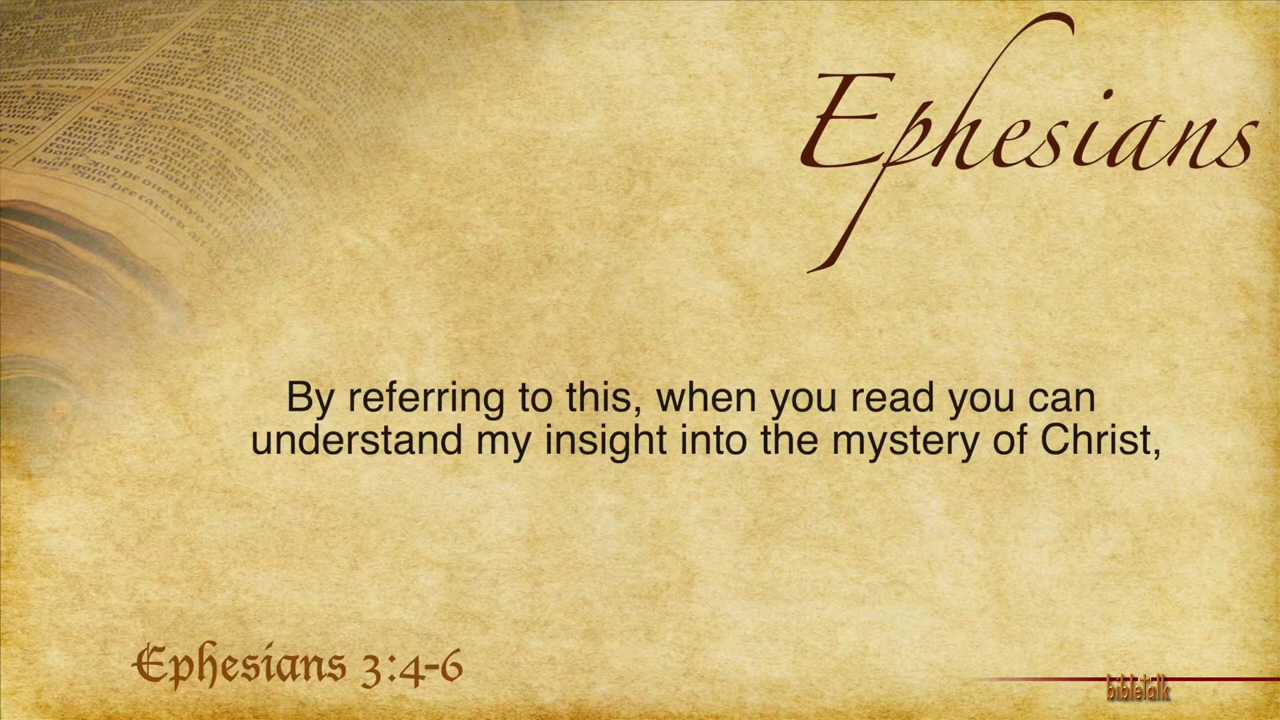 Ephesians
By referring to this, when you read you can
understand my insight into the mystery of Christ,
Ephesians 3:4-6
bibletalk